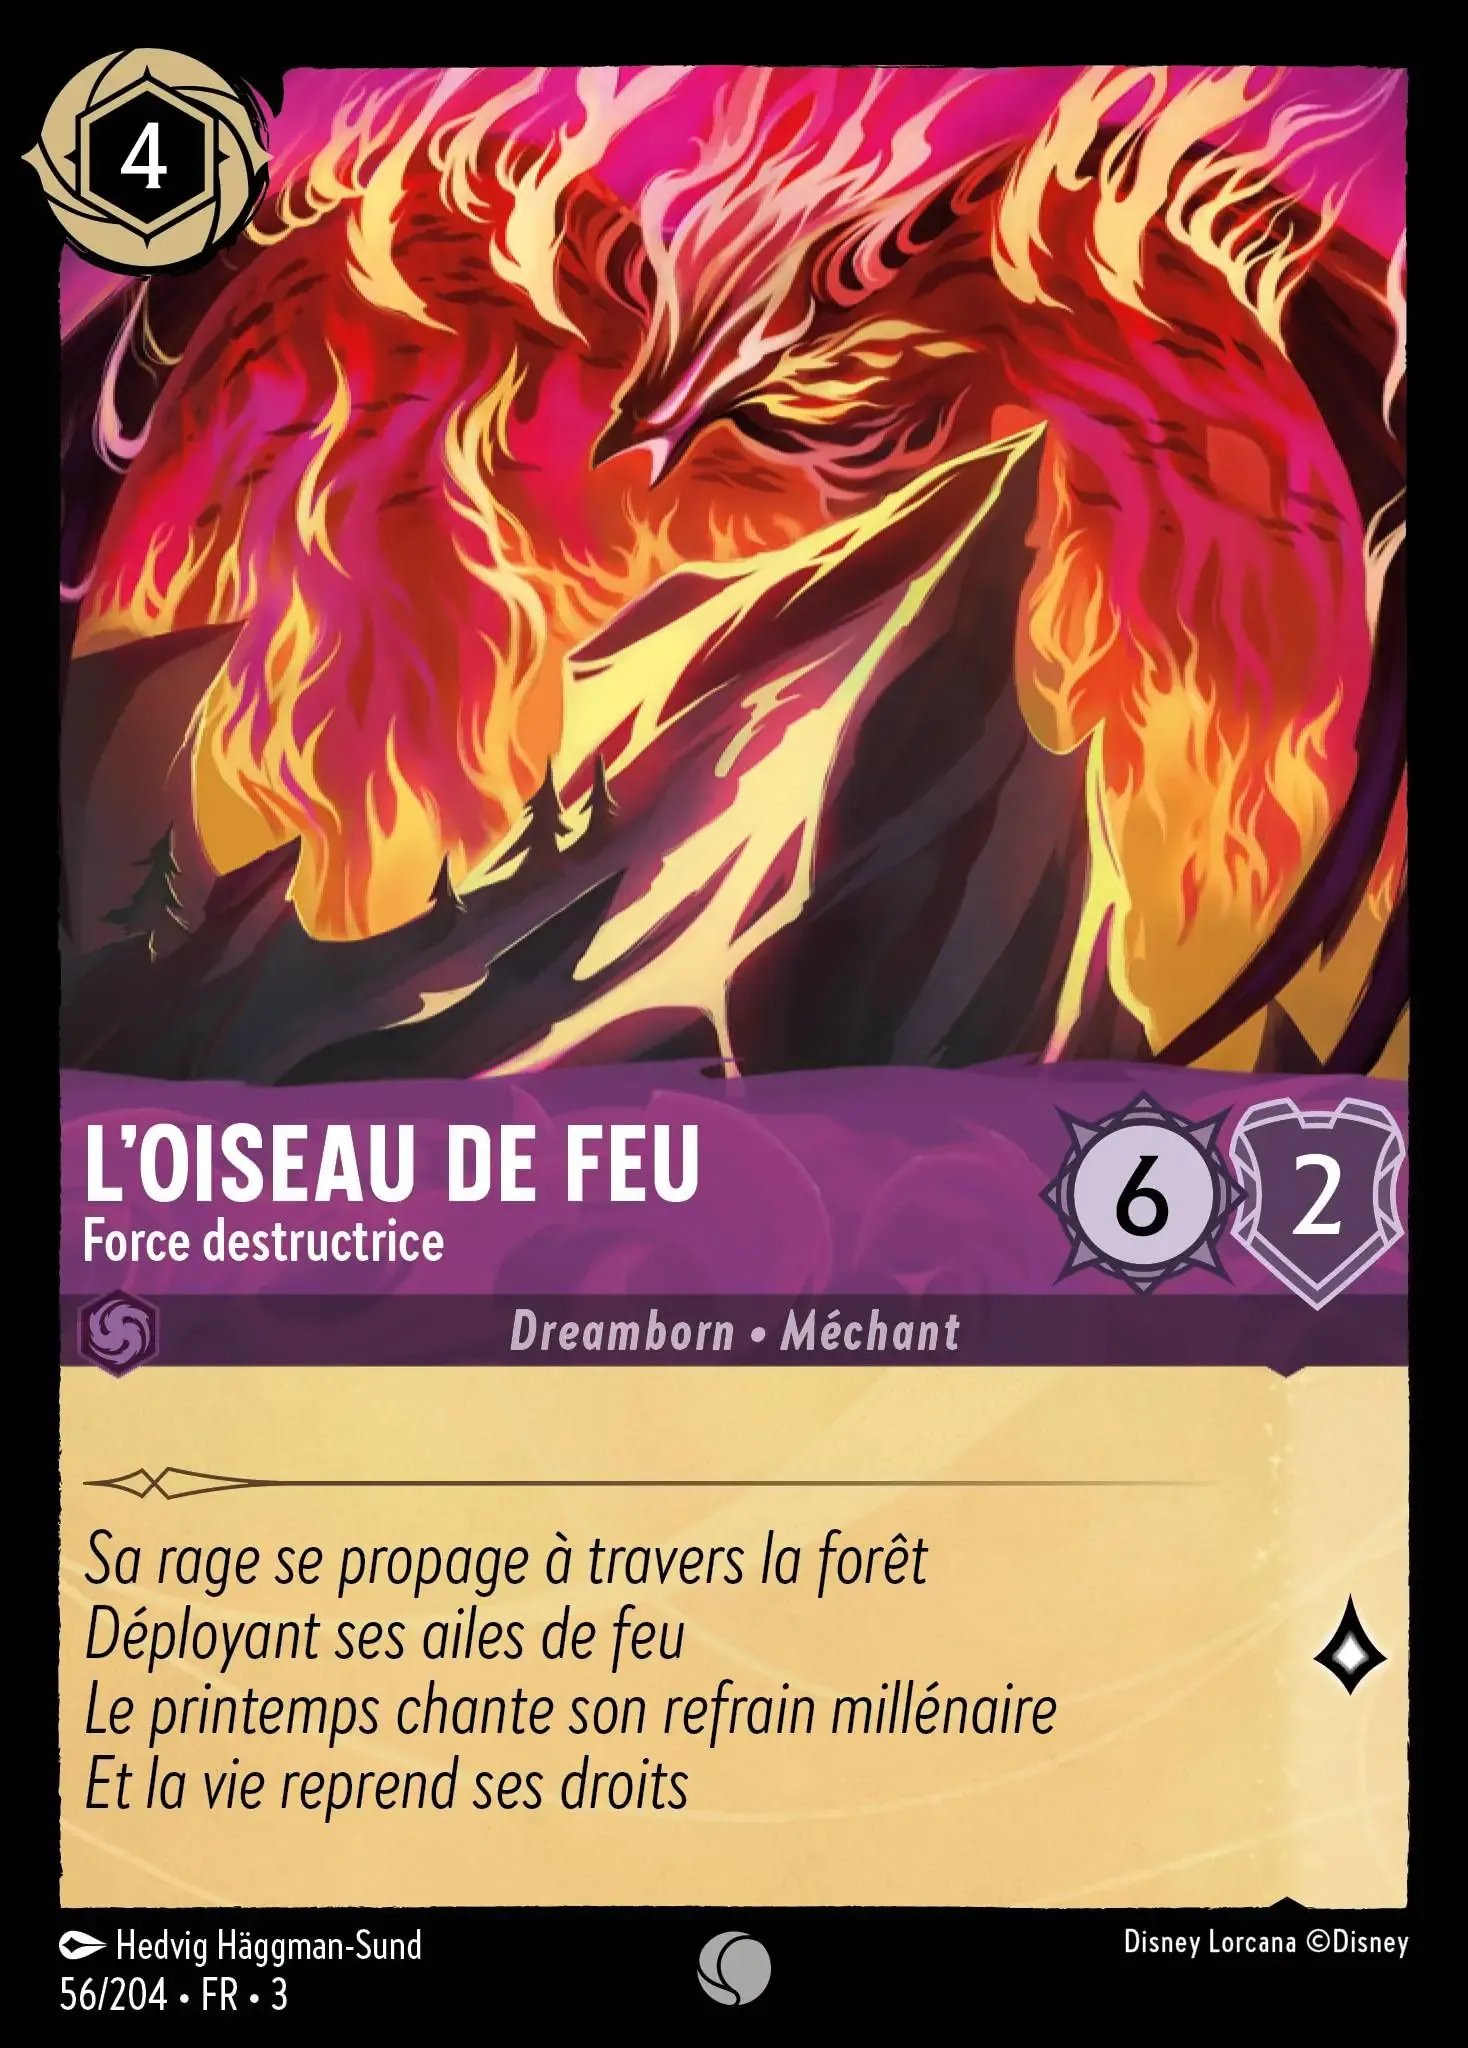 4
L'OISEAU DE FEU
Force destructrice
6
2
Dreamborn • Méchant
Sa rage se propage à travers la forêt
Déployant ses ailes de feu
Le printemps chante son refrain millénaire
Et la vie reprend ses droits
Hedvig Häggman-Sund
Disney Lorcana ©Disney
56/204 • FR • 3